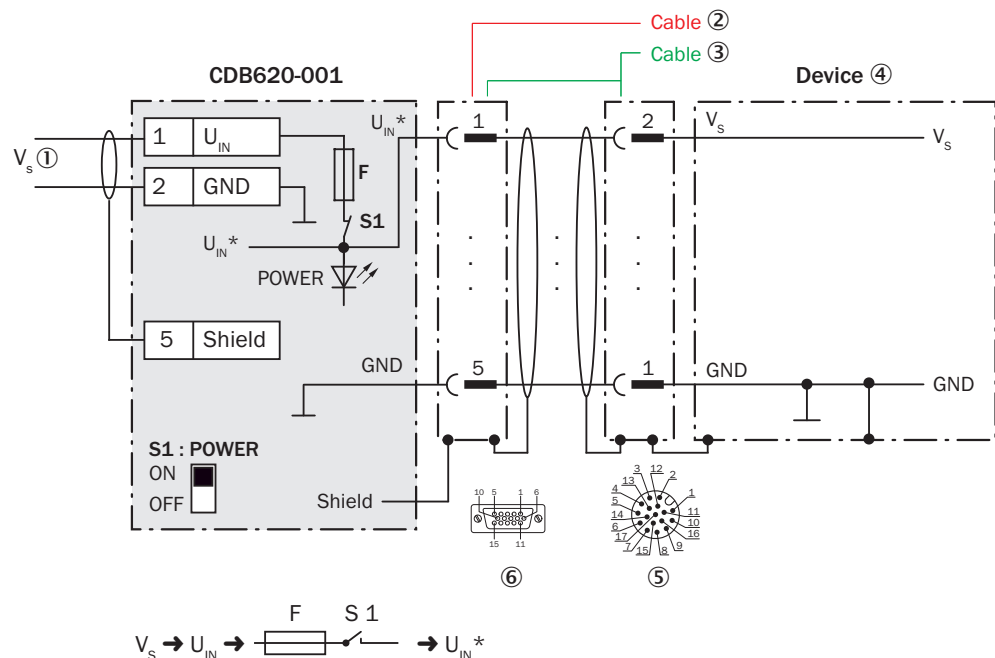 Cable ②
Cable ③
CDB620-001
Device ④
V_S ①
1 U_IN
2 GND
F
S1
U_IN*
POWER
5 Shield
U_IN*
1
2
V_S
V_S
GND
5
1
GND
GND
S1 : POWER
ON
OFF
Shield
10 5 1 6
15 11
3 12 2
13
4 1
5
14 11
6 10
17 16
7 15 8 9
⑥
⑤
F S 1
V_S ➔ U_IN ➔ ➔ U_IN*